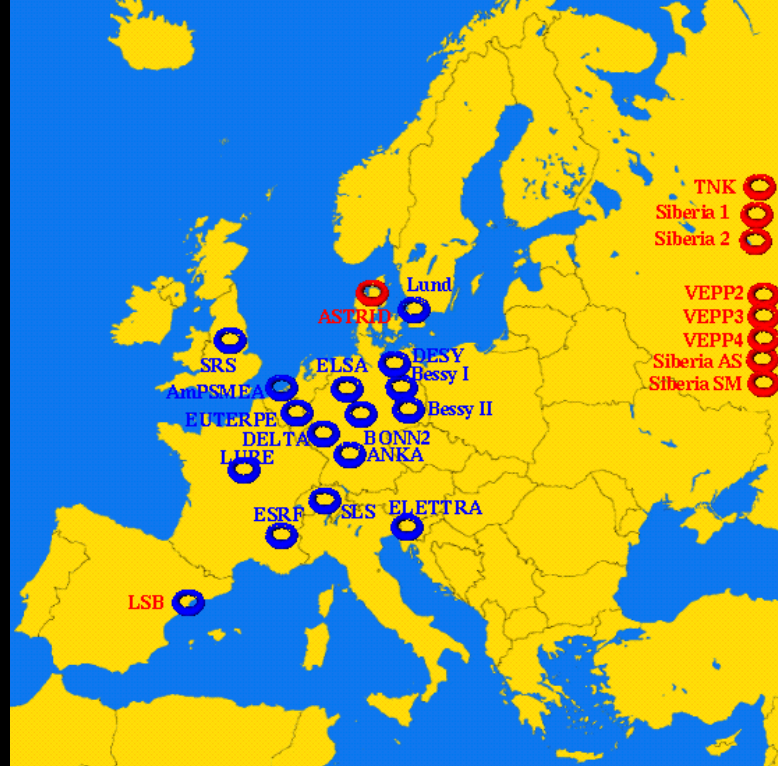 TNK
Siberia 1
Siberia 2
Lund
VEPP2
ASTRID
VEPP3
VEPP4
DESY
SRS
ELSA
Siberia AS
Bessy I
Siberia SM
AmPSMEA
Bessy II
EUTERPE
DELTA
BONN2
LURE
ANKA
ESRF
SLS
ELETTRA
LSB